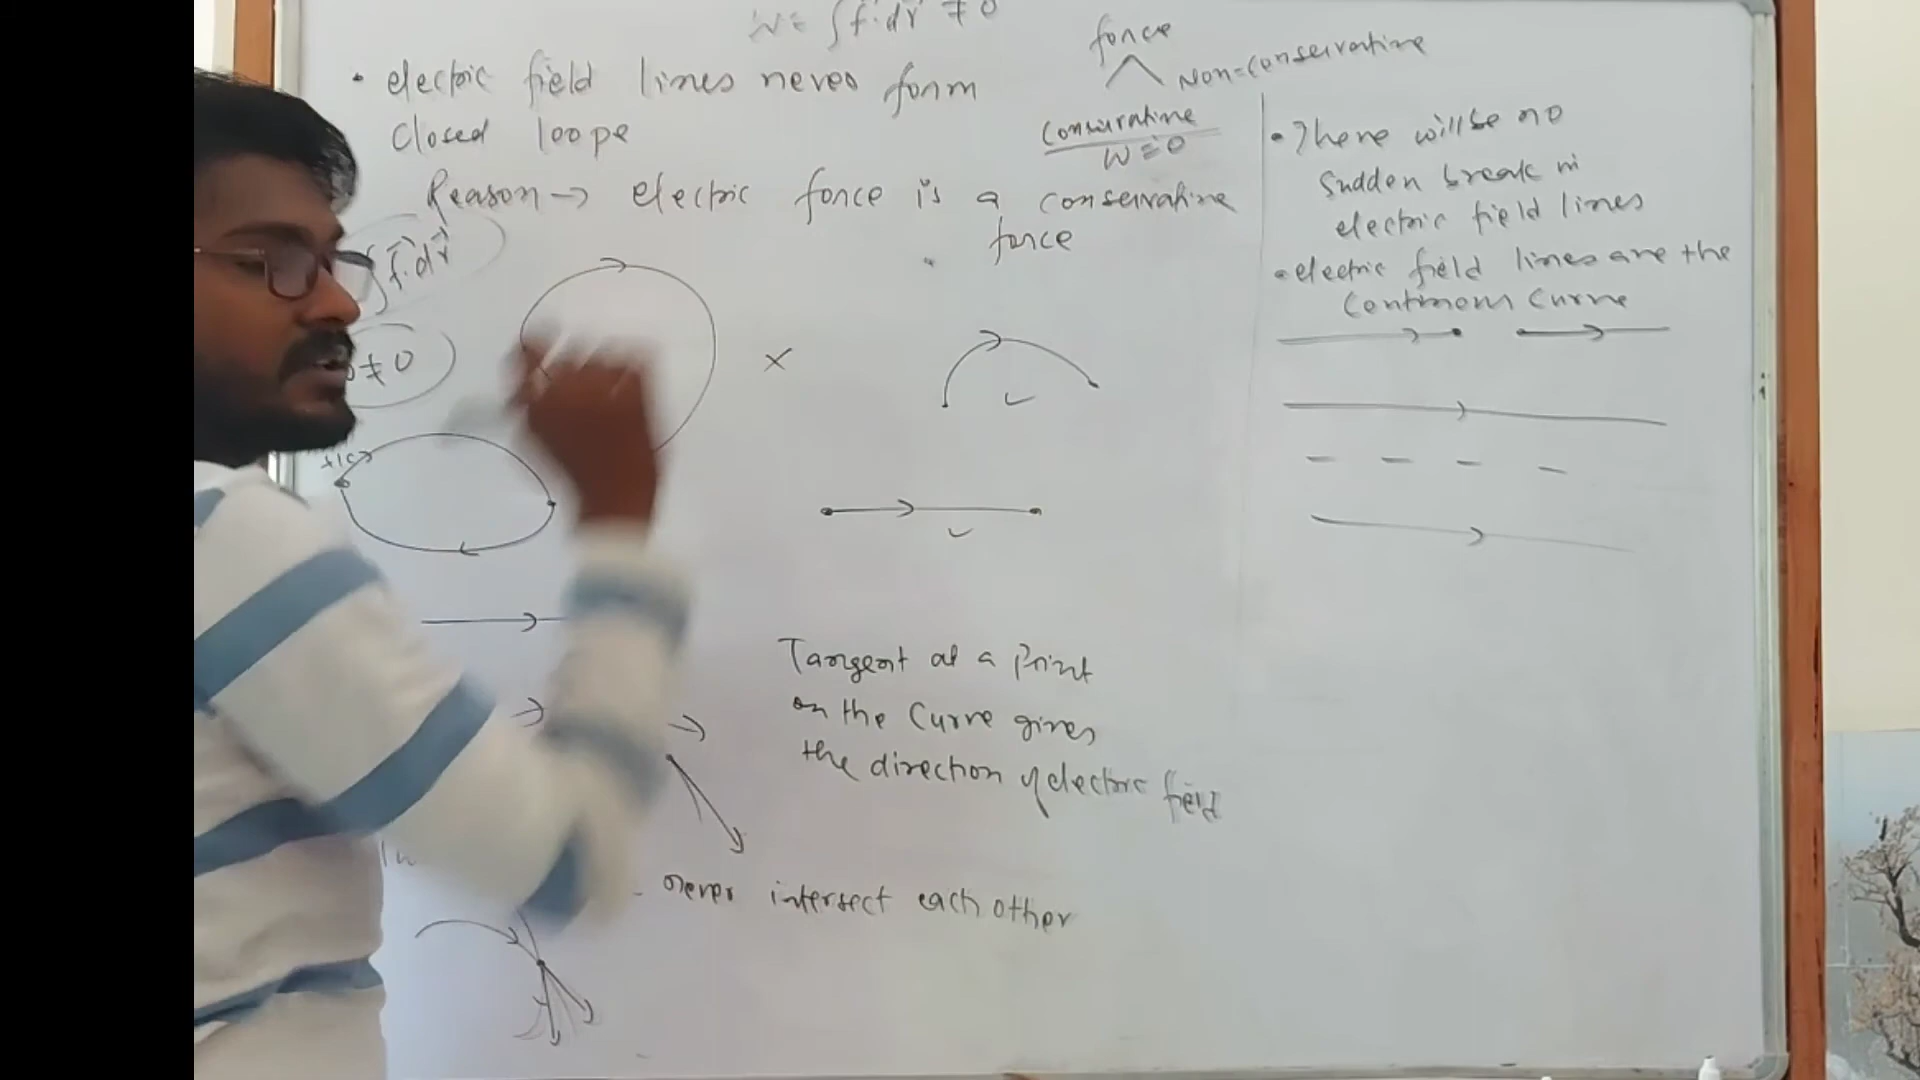 W = ∫f⃗.dr⃗ ≠ 0
• electric field lines never form
closed loope
Reason → electric force is a conservative
force
force
Non-conservative
conservative
W = 0
∫f⃗.dr⃗
≠ 0
Tangent at a Point
on the Curve gives
the direction of electric field
never intersect each other
• There will be no
sudden break in
electric field lines
• electric field lines are the
Continous Curve